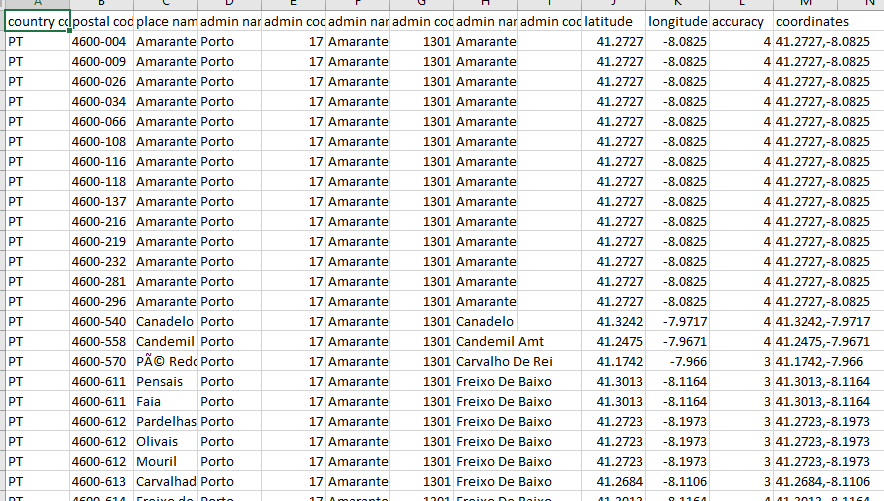 A B C D E F G H I J K L M N
country co postal cod place nam admin nar admin cod admin nar admin cod admin nar admin cod latitude longitude accuracy coordinates
PT 4600-004 Amarante Porto 17 Amarante 1301 Amarante 41.2727 -8.0825 4 41.2727,-8.0825
PT 4600-009 Amarante Porto 17 Amarante 1301 Amarante 41.2727 -8.0825 4 41.2727,-8.0825
PT 4600-026 Amarante Porto 17 Amarante 1301 Amarante 41.2727 -8.0825 4 41.2727,-8.0825
PT 4600-034 Amarante Porto 17 Amarante 1301 Amarante 41.2727 -8.0825 4 41.2727,-8.0825
PT 4600-066 Amarante Porto 17 Amarante 1301 Amarante 41.2727 -8.0825 4 41.2727,-8.0825
PT 4600-108 Amarante Porto 17 Amarante 1301 Amarante 41.2727 -8.0825 4 41.2727,-8.0825
PT 4600-116 Amarante Porto 17 Amarante 1301 Amarante 41.2727 -8.0825 4 41.2727,-8.0825
PT 4600-118 Amarante Porto 17 Amarante 1301 Amarante 41.2727 -8.0825 4 41.2727,-8.0825
PT 4600-137 Amarante Porto 17 Amarante 1301 Amarante 41.2727 -8.0825 4 41.2727,-8.0825
PT 4600-216 Amarante Porto 17 Amarante 1301 Amarante 41.2727 -8.0825 4 41.2727,-8.0825
PT 4600-219 Amarante Porto 17 Amarante 1301 Amarante 41.2727 -8.0825 4 41.2727,-8.0825
PT 4600-232 Amarante Porto 17 Amarante 1301 Amarante 41.2727 -8.0825 4 41.2727,-8.0825
PT 4600-281 Amarante Porto 17 Amarante 1301 Amarante 41.2727 -8.0825 4 41.2727,-8.0825
PT 4600-296 Amarante Porto 17 Amarante 1301 Amarante 41.2727 -8.0825 4 41.2727,-8.0825
PT 4600-540 Canadelo Porto 17 Amarante 1301 Canadelo 41.3242 -7.9717 4 41.3242,-7.9717
PT 4600-558 Candemil Porto 17 Amarante 1301 Candemil Amt 41.2475 -7.9671 4 41.2475,-7.9671
PT 4600-570 PÃ© Redo Porto 17 Amarante 1301 Carvalho De Rei 41.1742 -7.966 3 41.1742,-7.966
PT 4600-611 Pensais Porto 17 Amarante 1301 Freixo De Baixo 41.3013 -8.1164 3 41.3013,-8.1164
PT 4600-611 Faia Porto 17 Amarante 1301 Freixo De Baixo 41.3013 -8.1164 3 41.3013,-8.1164
PT 4600-612 Pardelhas Porto 17 Amarante 1301 Freixo De Baixo 41.2723 -8.1973 3 41.2723,-8.1973
PT 4600-612 Olivais Porto 17 Amarante 1301 Freixo De Baixo 41.2723 -8.1973 3 41.2723,-8.1973
PT 4600-612 Mouril Porto 17 Amarante 1301 Freixo De Baixo 41.2723 -8.1973 3 41.2723,-8.1973
PT 4600-613 Carvalhad Porto 17 Amarante 1301 Freixo De Baixo 41.2684 -8.1106 3 41.2684,-8.1106
PT 4600-614 Freixo de Porto 17 Amarante 1301 Freixo De Baixo 41.3013 -8.1164 4 41.3013,-8.1164